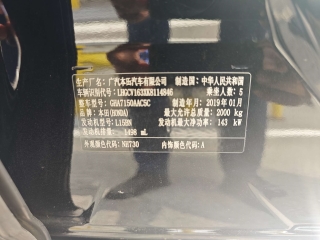 生产厂名：广汽本田汽车有限公司 制造国：中华人民共和国
车辆识别代号：LHGCV1633K8114846 乘坐人数：5
整车型号：GHA7150AAC5C 制造年月：2019年01月
品牌：本田(HONDA) 最大允许总质量：2000 kg
发动机型号：L15BN 发动机最大净功率：143 kW
发动机排量：1498 mL
外观颜色代码：NH730 内饰颜色代码：A